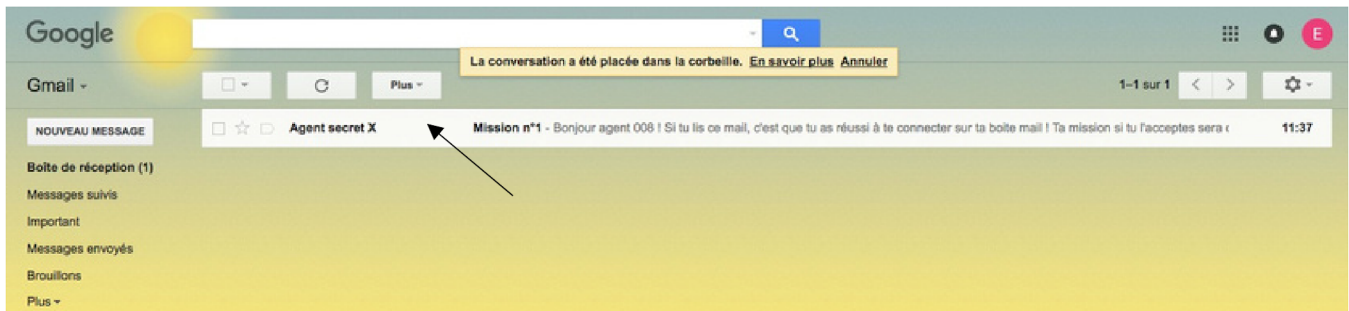 Google
E
La conversation a été placée dans la corbeille. En savoir plus Annuler
Gmail
Plus
1–1 sur 1
NOUVEAU MESSAGE
Agent secret X
Mission n°1 - Bonjour agent 008 ! Si tu lis ce mail, c'est que tu as réussi à te connecter sur ta boite mail ! Ta mission si tu l'acceptes sera
11:37
Boîte de réception (1)
Messages suivis
Important
Messages envoyés
Brouillons
Plus